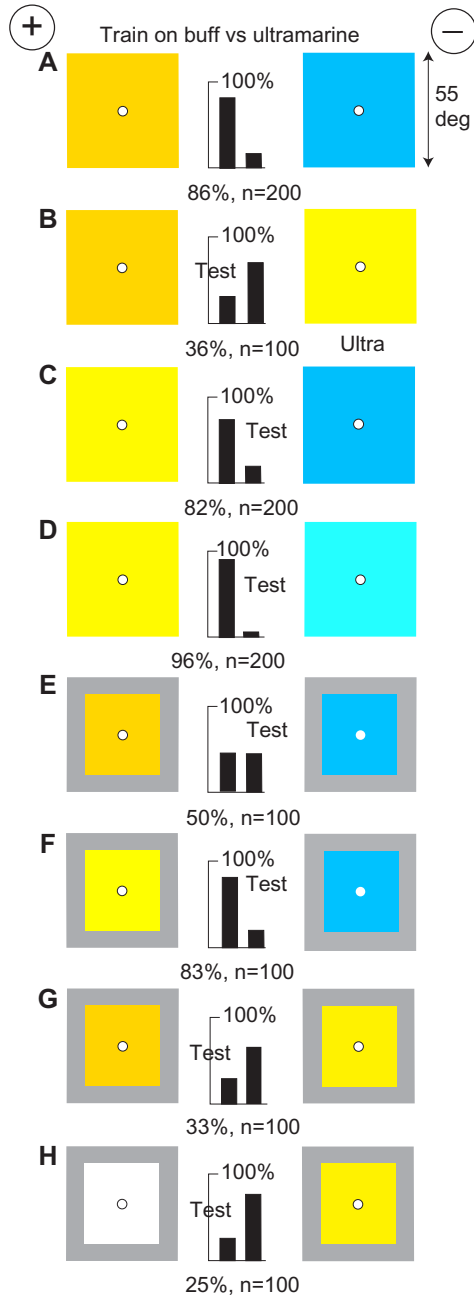 + Train on buff vs ultramarine −
A
100%
55
deg
86%, n=200
B
100%
Test
36%, n=100
Ultra
C
100%
Test
82%, n=200
D
100%
Test
96%, n=200
E
100%
Test
50%, n=100
F
100%
Test
83%, n=100
G
100%
Test
33%, n=100
H
100%
Test
25%, n=100